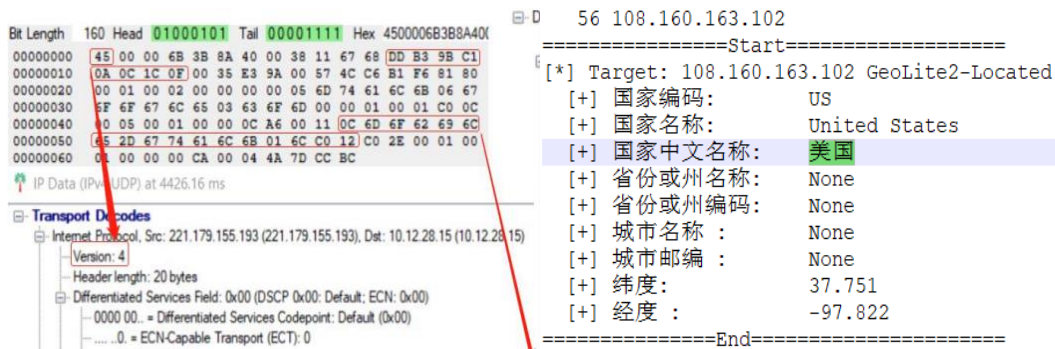 Bit Length 160 Head 01000101 Tail 00001111 Hex 4500006B3B8A40
00000000 45 00 00 6B 3B 8A 40 00 38 11 67 68 DD B3 9B C1
00000010 0A 0C 1C 0F 00 35 E3 9A 00 57 4C C6 B1 F6 81 80
00000020 00 01 00 02 00 00 00 00 05 6D 74 61 6C 6B 06 67
00000030 6F 6F 67 6C 65 03 63 6F 6D 00 00 01 00 01 C0 0C
00000040 00 05 00 01 00 00 0C A6 00 11 0C 6D 6F 62 69 6C
00000050 65 2D 67 74 61 6C 6B 01 6C C0 12 C0 2E 00 01 00
00000060 01 00 00 00 CA 00 04 4A 7D CC BC
IP Data (IPv4 UDP) at 4426.16 ms
Transport Decodes
Internet Protocol, Src: 221.179.155.193 (221.179.155.193), Dst: 10.12.28.15 (10.12.28.15)
Version: 4
Header length: 20 bytes
Differentiated Services Field: 0x00 (DSCP 0x00: Default; ECN: 0x00)
0000 00.. = Differentiated Services Codepoint: Default (0x00)
.... ..0. = ECN-Capable Transport (ECT): 0
56 108.160.163.102
================Start===================
[*] Target: 108.160.163.102 GeoLite2-Located
[+] 国家编码: US
[+] 国家名称: United States
[+] 国家中文名称: 美国
[+] 省份或州名称: None
[+] 省份或州编码: None
[+] 城市名称 : None
[+] 城市邮编 : None
[+] 纬度: 37.751
[+] 经度 : -97.822
===============End=====================